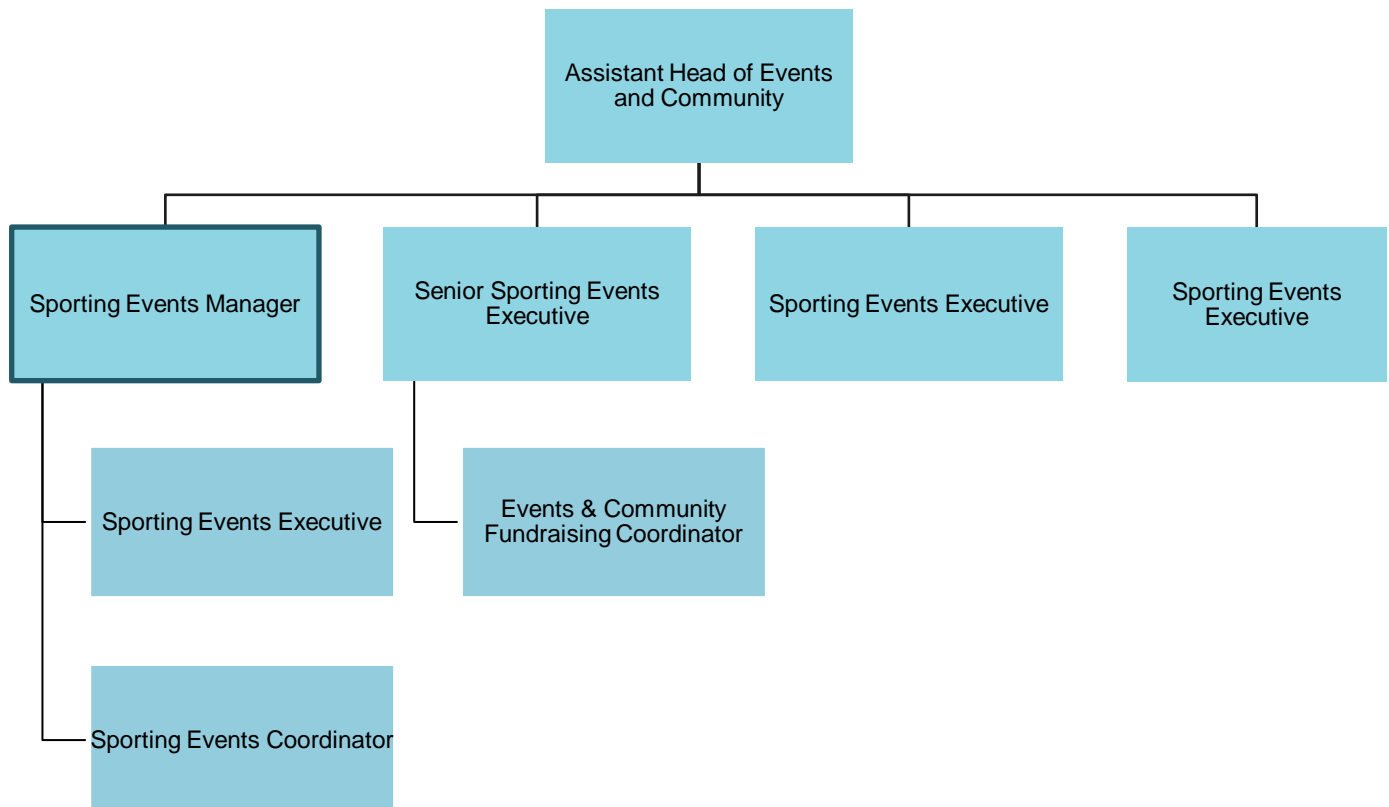 Assistant Head of Events
and Community
Sporting Events Manager
Senior Sporting Events
Executive
Sporting Events Executive
Sporting Events
Executive
Sporting Events Executive
Events & Community
Fundraising Coordinator
Sporting Events Coordinator